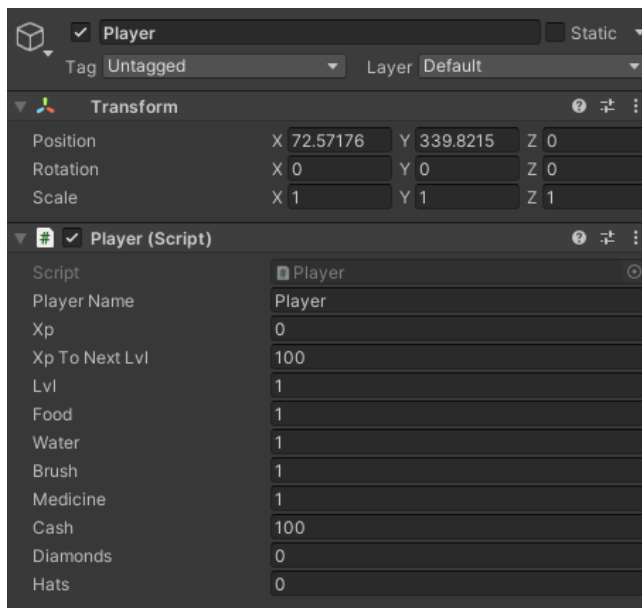 Player Static
Tag Untagged Layer Default
Transform
Position X 72.57176 Y 339.8215 Z 0
Rotation X 0 Y 0 Z 0
Scale X 1 Y 1 Z 1
# Player (Script)
Script # Player
Player Name Player
Xp 0
Xp To Next Lvl 100
Lvl 1
Food 1
Water 1
Brush 1
Medicine 1
Cash 100
Diamonds 0
Hats 0